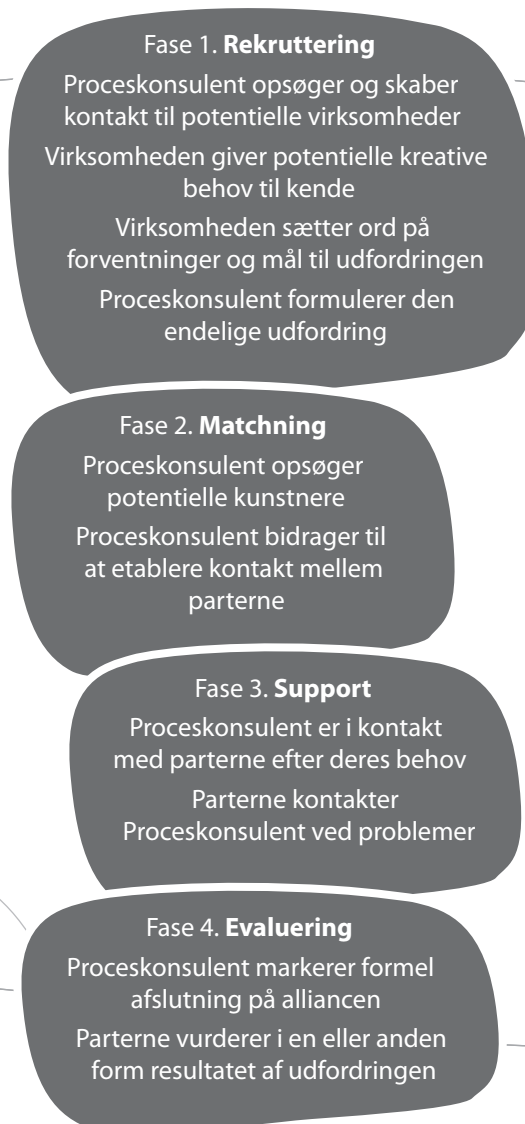 Fase 1. Rekruttering
Proceskonsulent opsøger og skaber
kontakt til potentielle virksomheder
Virksomheden giver potentielle kreative
behov til kende
Virksomheden sætter ord på
forventninger og mål til udfordringen
Proceskonsulent formulerer den
endelige udfordring
Fase 2. Matchning
Proceskonsulent opsøger
potentielle kunstnere
Proceskonsulent bidrager til
at etablere kontakt mellem
parterne
Fase 3. Support
Proceskonsulent er i kontakt
med parterne efter deres behov
Parterne kontakter
Proceskonsulent ved problemer
Fase 4. Evaluering
Proceskonsulent markerer formel
afslutning på alliancen
Parterne vurderer i en eller anden
form resultatet af udfordringen